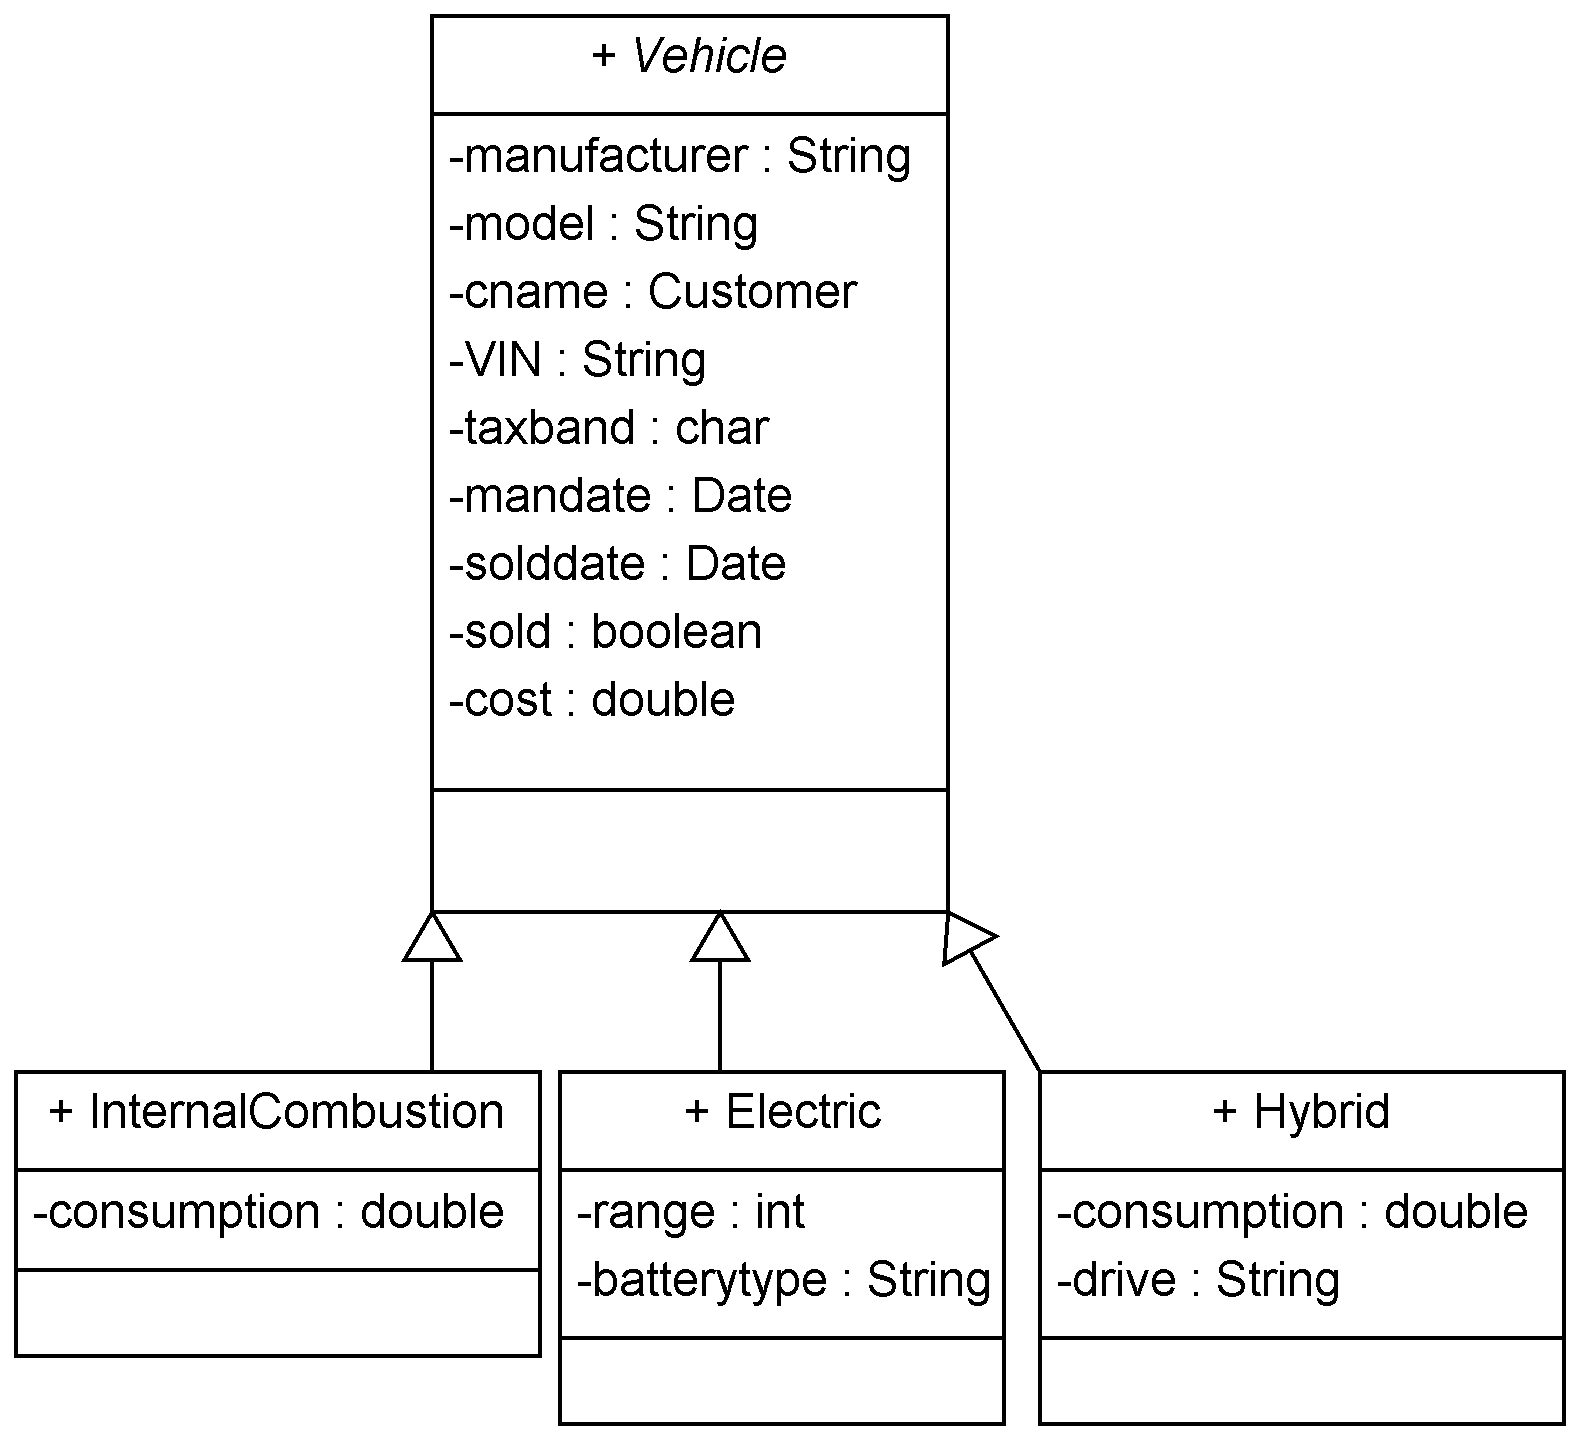 + Vehicle
-manufacturer : String
-model : String
-cname : Customer
-VIN : String
-taxband : char
-mandate : Date
-solddate : Date
-sold : boolean
-cost : double
+ InternalCombustion
-consumption : double
+ Electric
-range : int
-batterytype : String
+ Hybrid
-consumption : double
-drive : String